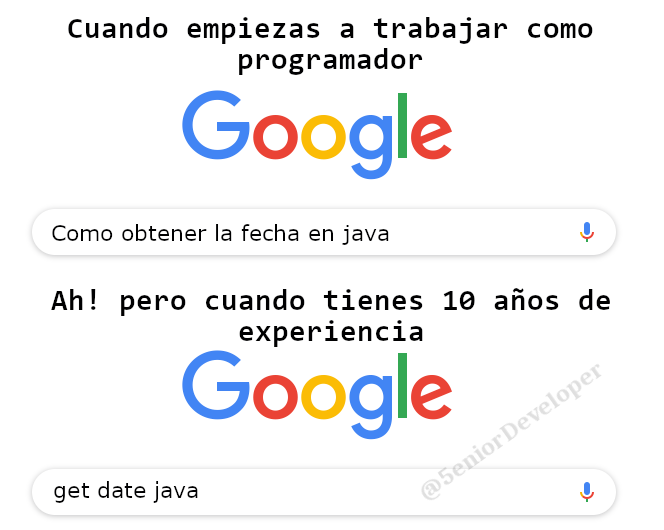 Cuando empiezas a trabajar como
programador
Google
Como obtener la fecha en java
Ah! pero cuando tienes 10 años de
experiencia
Google
@5eniorDeveloper
get date java